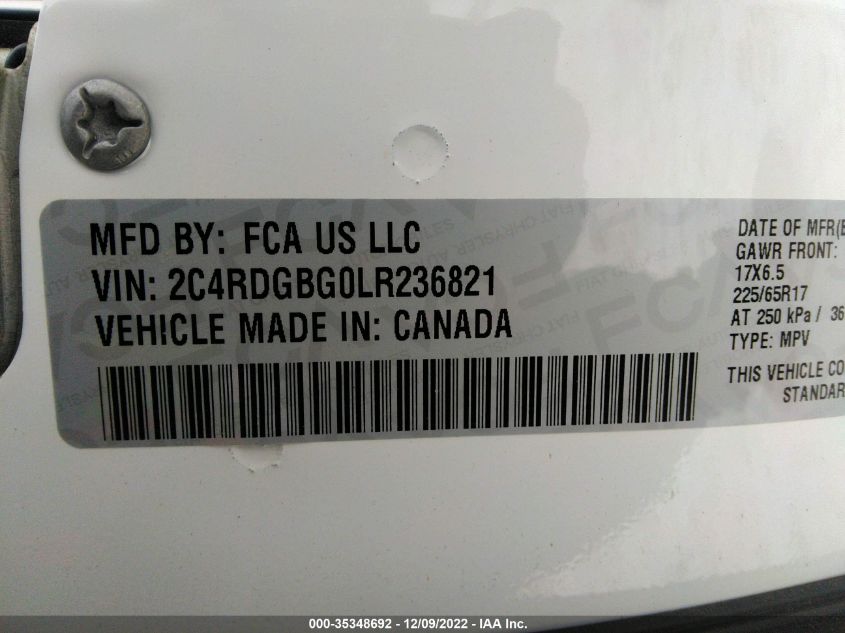 MFD BY: FCA US LLC
VIN: 2C4RDGBG0LR236821
VEHICLE MADE IN: CANADA
DATE OF MFR(
GAWR FRONT:
17X6.5
225/65R17
AT 250 kPa / 36
TYPE: MPV
THIS VEHICLE CO
STANDAR
000-35348692 - 12/09/2022 - IAA Inc.